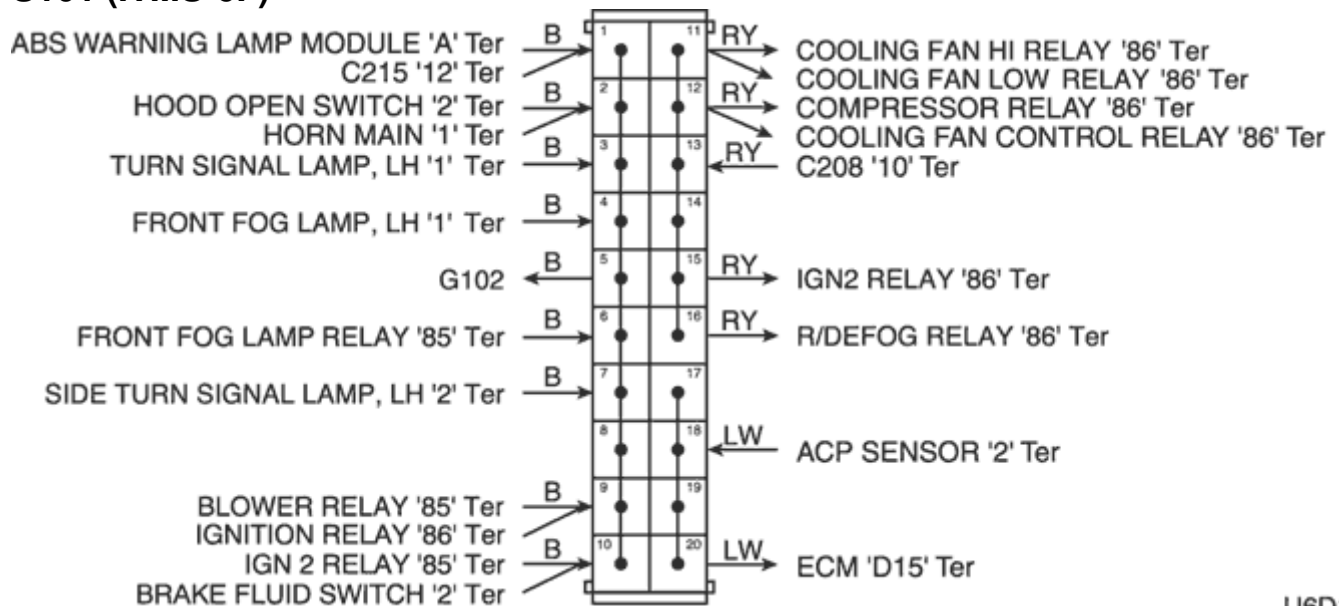 ABS WARNING LAMP MODULE 'A' Ter B 1 11 RY COOLING FAN HI RELAY '86' Ter
C215 '12' Ter COOLING FAN LOW RELAY '86' Ter
HOOD OPEN SWITCH '2' Ter B 2 12 RY COMPRESSOR RELAY '86' Ter
HORN MAIN '1' Ter COOLING FAN CONTROL RELAY '86' Ter
TURN SIGNAL LAMP, LH '1' Ter B 3 13 RY C208 '10' Ter
FRONT FOG LAMP, LH '1' Ter B 4 14
G102 B 5 15 RY IGN2 RELAY '86' Ter
FRONT FOG LAMP RELAY '85' Ter B 6 16 RY R/DEFOG RELAY '86' Ter
SIDE TURN SIGNAL LAMP, LH '2' Ter B 7 17
8 18 LW ACP SENSOR '2' Ter
BLOWER RELAY '85' Ter B 9 19
IGNITION RELAY '86' Ter
IGN 2 RELAY '85' Ter B 10 20 LW ECM 'D15' Ter
BRAKE FLUID SWITCH '2' Ter